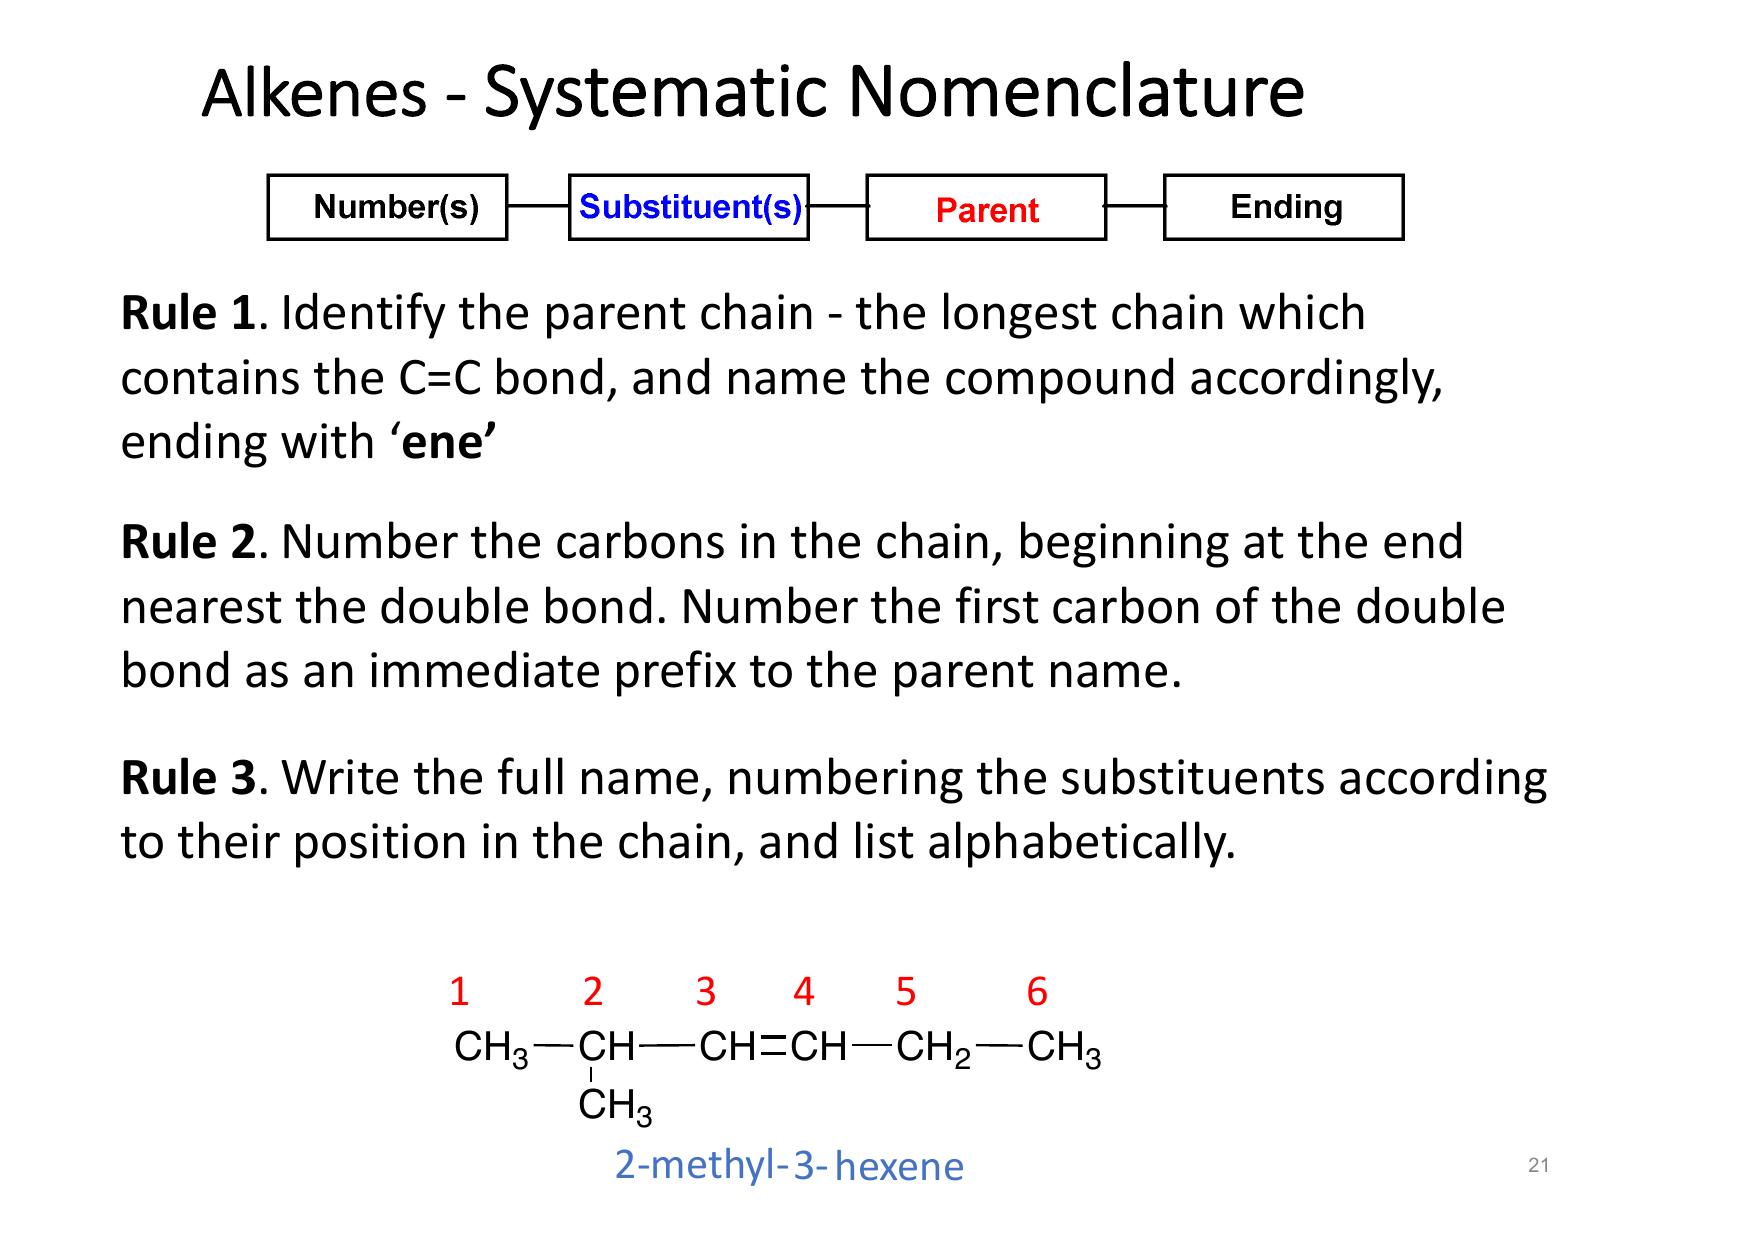 Alkenes - Systematic Nomenclature
Number(s) Substituent(s) Parent Ending
Rule 1. Identify the parent chain - the longest chain which
contains the C=C bond, and name the compound accordingly,
ending with ‘ene’
Rule 2. Number the carbons in the chain, beginning at the end
nearest the double bond. Number the first carbon of the double
bond as an immediate prefix to the parent name.
Rule 3. Write the full name, numbering the substituents according
to their position in the chain, and list alphabetically.
1 2 3 4 5 6
CH3—CH—CH=CH—CH2—CH3
CH3
2-methyl-3-hexene
21